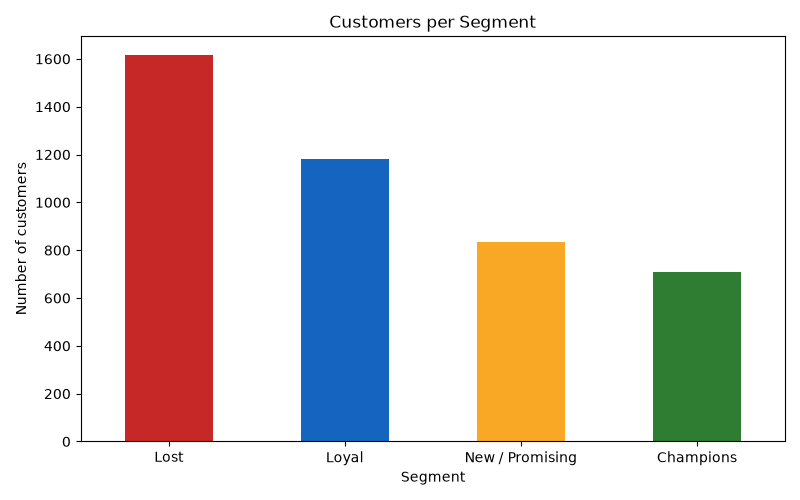 Customers per Segment
1600
1400
1200
1000
800
600
400
200
0
Number of customers
Lost
Loyal
New / Promising
Champions
Segment